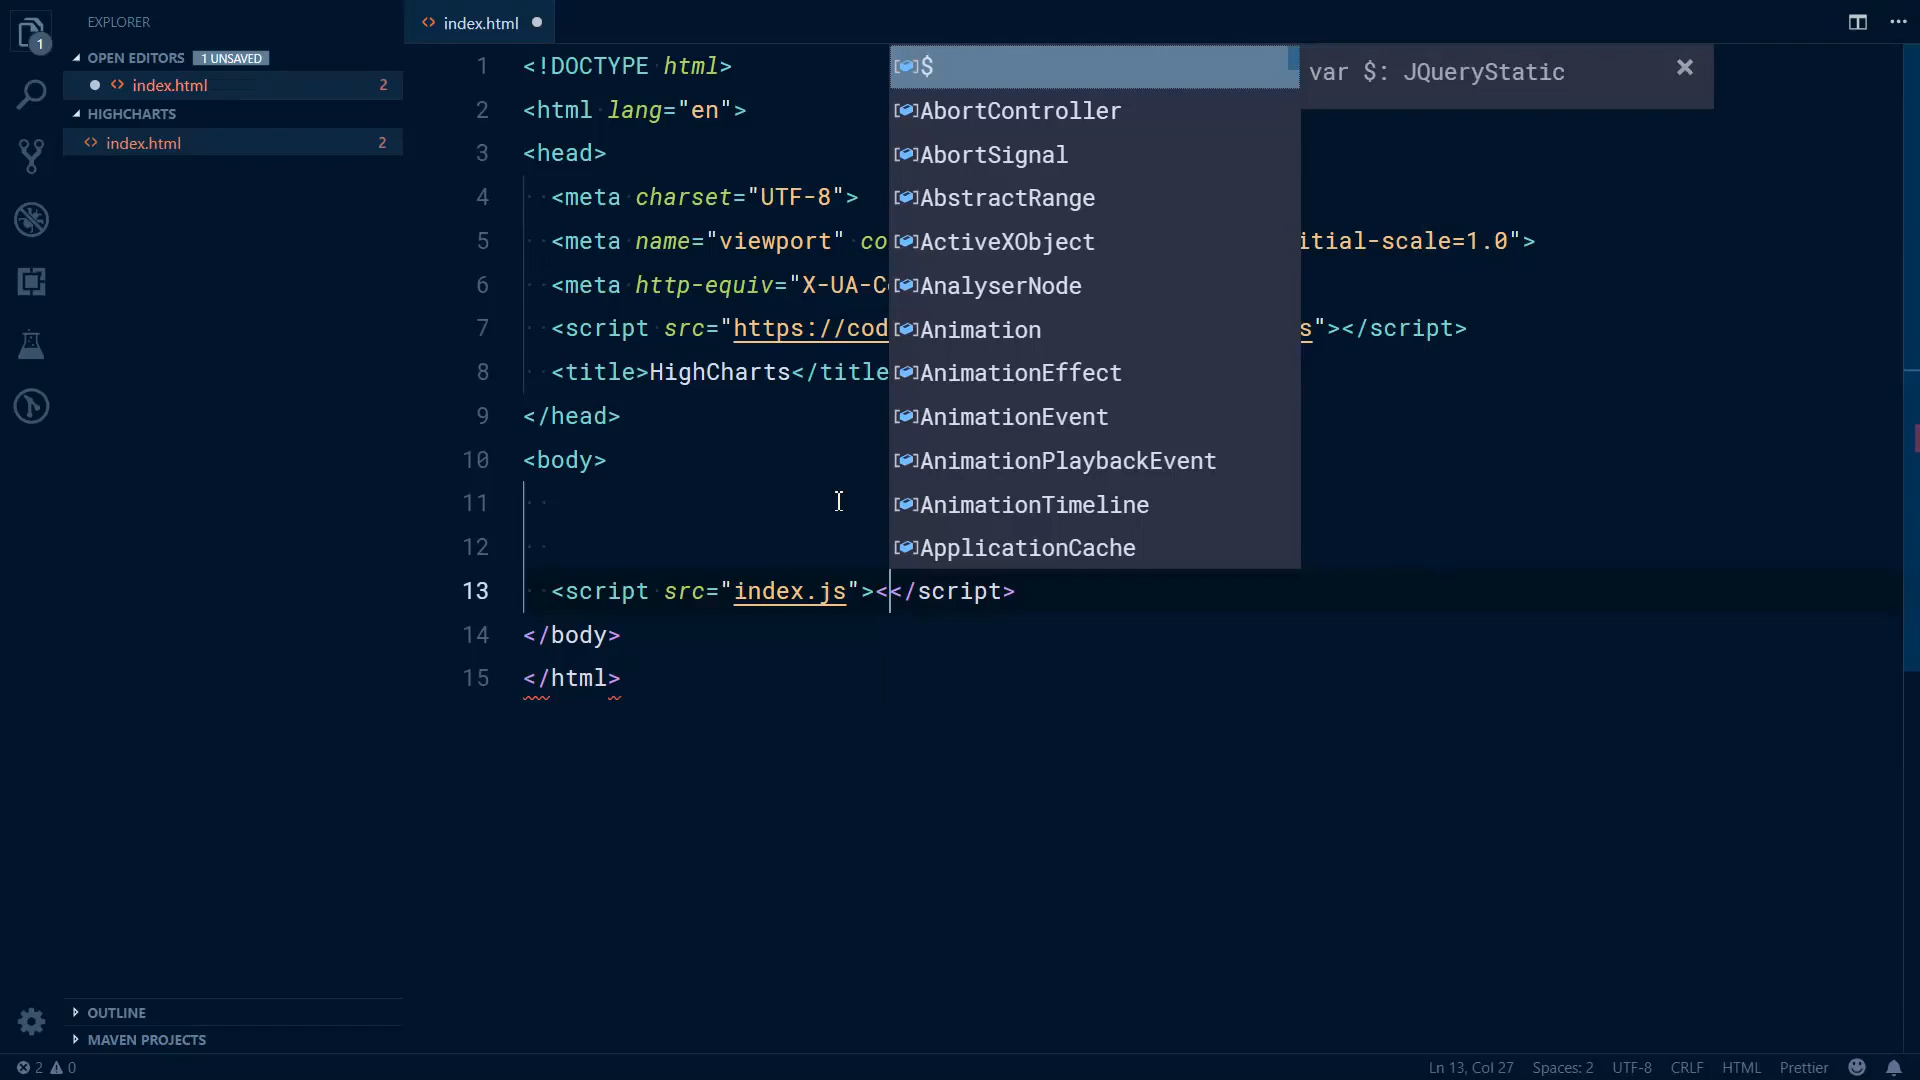 EXPLORER
index.html
OPEN EDITORS 1 UNSAVED
index.html 2
HIGHCHARTS
index.html 2
1
1 <!DOCTYPE html>
2 <html lang="en">
3 <head>
4 <meta charset="UTF-8">
5 <meta name="viewport" co itial-scale=1.0">
6 <meta http-equiv="X-UA-Co
7 <script src="https://cod s"></script>
8 <title>HighCharts</title
9 </head>
10 <body>
11
12
13 <script src="index.js"><</script>
14 </body>
15 </html>
$
AbortController
AbortSignal
AbstractRange
ActiveXObject
AnalyserNode
Animation
AnimationEffect
AnimationEvent
AnimationPlaybackEvent
AnimationTimeline
ApplicationCache
var $: JQueryStatic
OUTLINE
MAVEN PROJECTS
2 0
Ln 13, Col 27 Spaces: 2 UTF-8 CRLF HTML Prettier